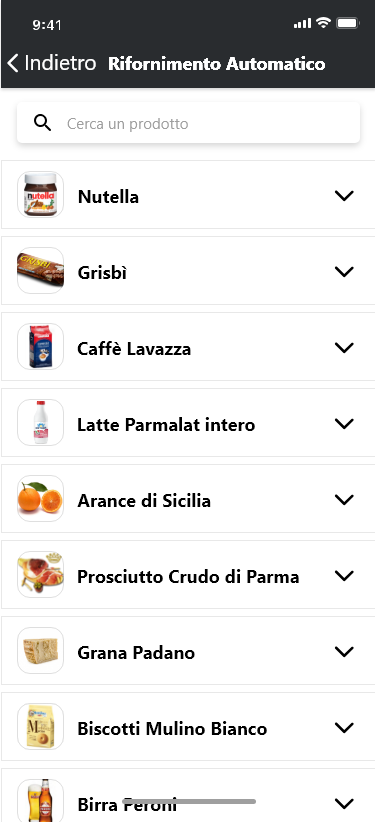 9:41
Indietro Rifornimento Automatico
Cerca un prodotto
nutella
Nutella
GRISBÌ
Grisbì
Caffè Lavazza
Latte Parmalat intero
Arance di Sicilia
Prosciutto Crudo di Parma
Grana Padano
Biscotti Mulino Bianco
Birra Peroni